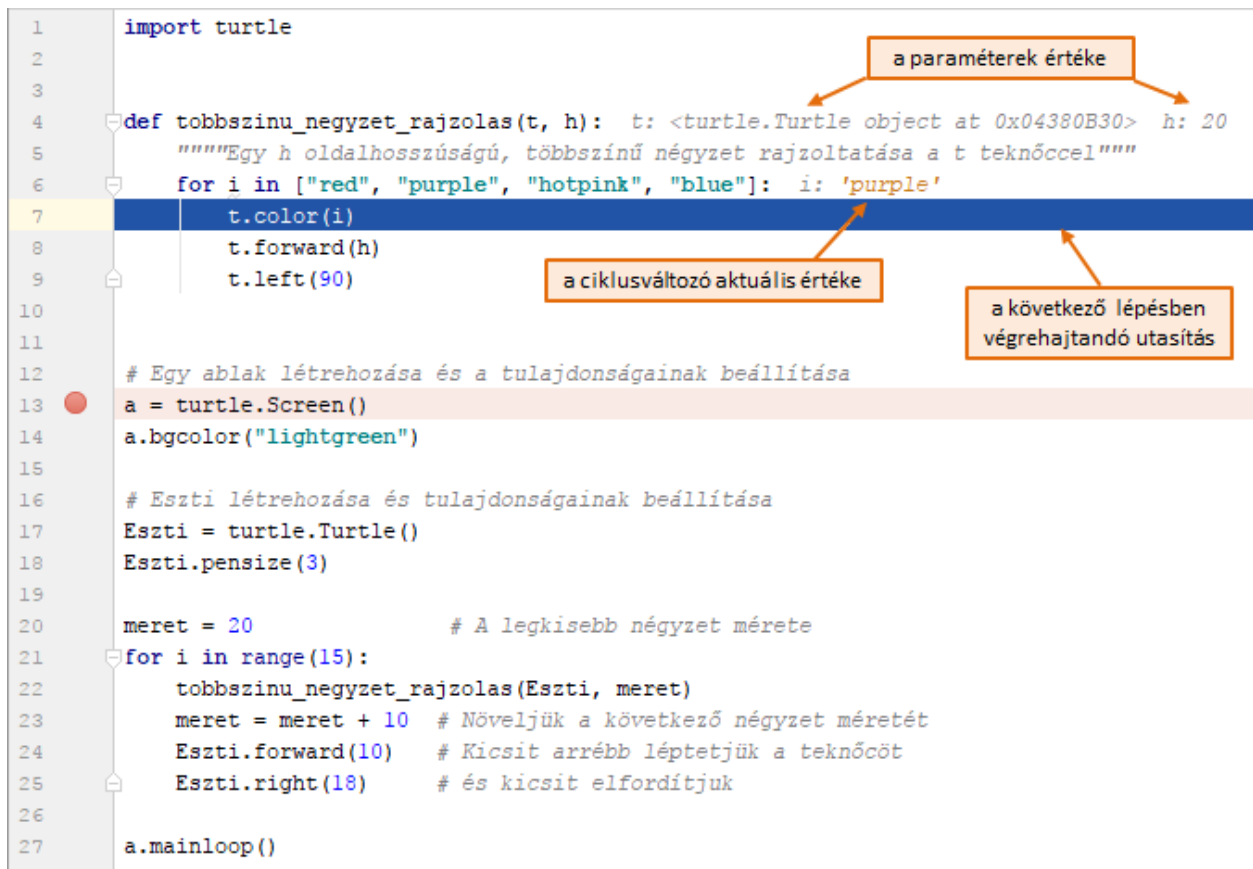 1 import turtle
2
3
a paraméterek értéke
4 def tobbszinu_negyzet_rajzolas(t, h): t: <turtle.Turtle object at 0x04380B30> h: 20
5 """"Egy h oldalhosszúságú, többszínű négyzet rajzoltatása a t teknőccel"""
6 for i in ["red", "purple", "hotpink", "blue"]: i: 'purple'
7 t.color(i)
8 t.forward(h)
9 t.left(90)
a ciklusváltozó aktuális értéke
a következő lépésben
végrehajtandó utasítás
10
11
12 # Egy ablak létrehozása és a tulajdonságainak beállítása
13 a = turtle.Screen()
14 a.bgcolor("lightgreen")
15
16 # Eszti létrehozása és tulajdonságainak beállítása
17 Eszti = turtle.Turtle()
18 Eszti.pensize(3)
19
20 meret = 20 # A legkisebb négyzet mérete
21 for i in range(15):
22 tobbszinu_negyzet_rajzolas(Eszti, meret)
23 meret = meret + 10 # Növeljük a következő négyzet méretét
24 Eszti.forward(10) # Kicsit arrébb léptetjük a teknőcöt
25 Eszti.right(18) # és kicsit elfordítjuk
26
27 a.mainloop()